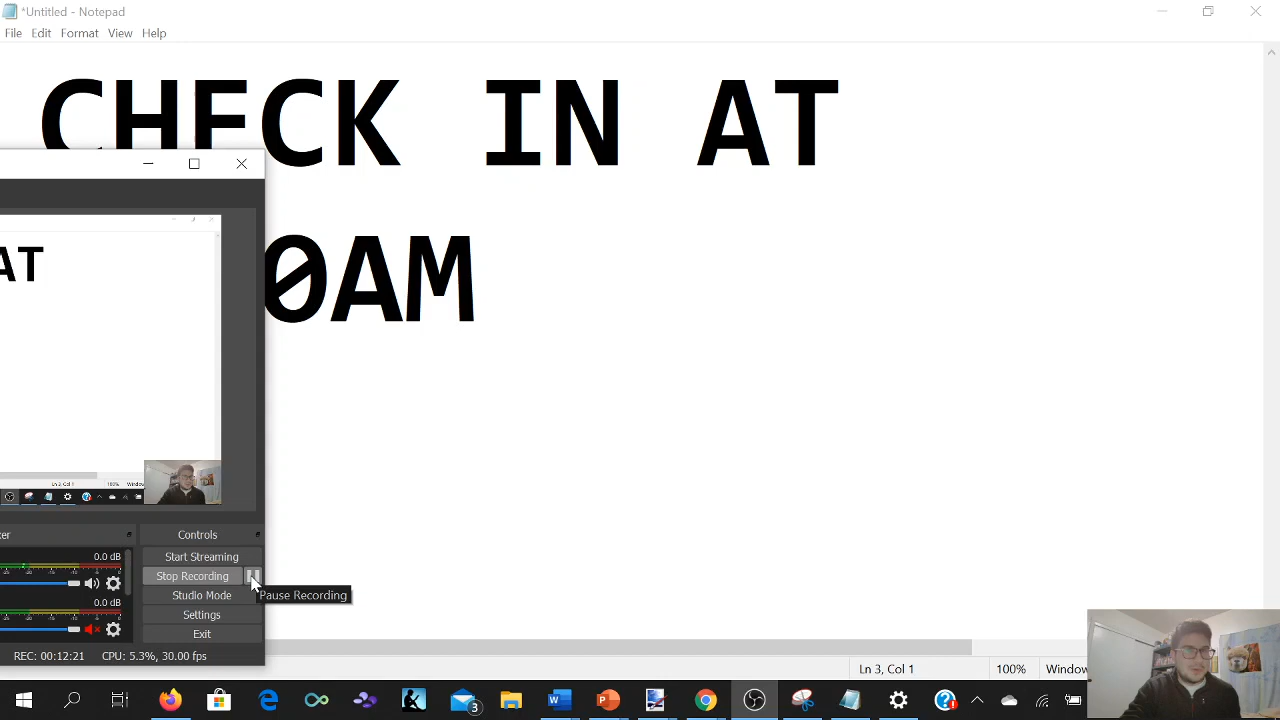 *Untitled - Notepad
File Edit Format View Help
CHECK IN AT
0AM
AT
0.0 dB
0.0 dB
Controls
Start Streaming
Stop Recording
Studio Mode
Settings
Exit
Pause Recording
REC: 00:12:21 CPU: 5.3%, 30.00 fps
Ln 3, Col 1 100% Window
3